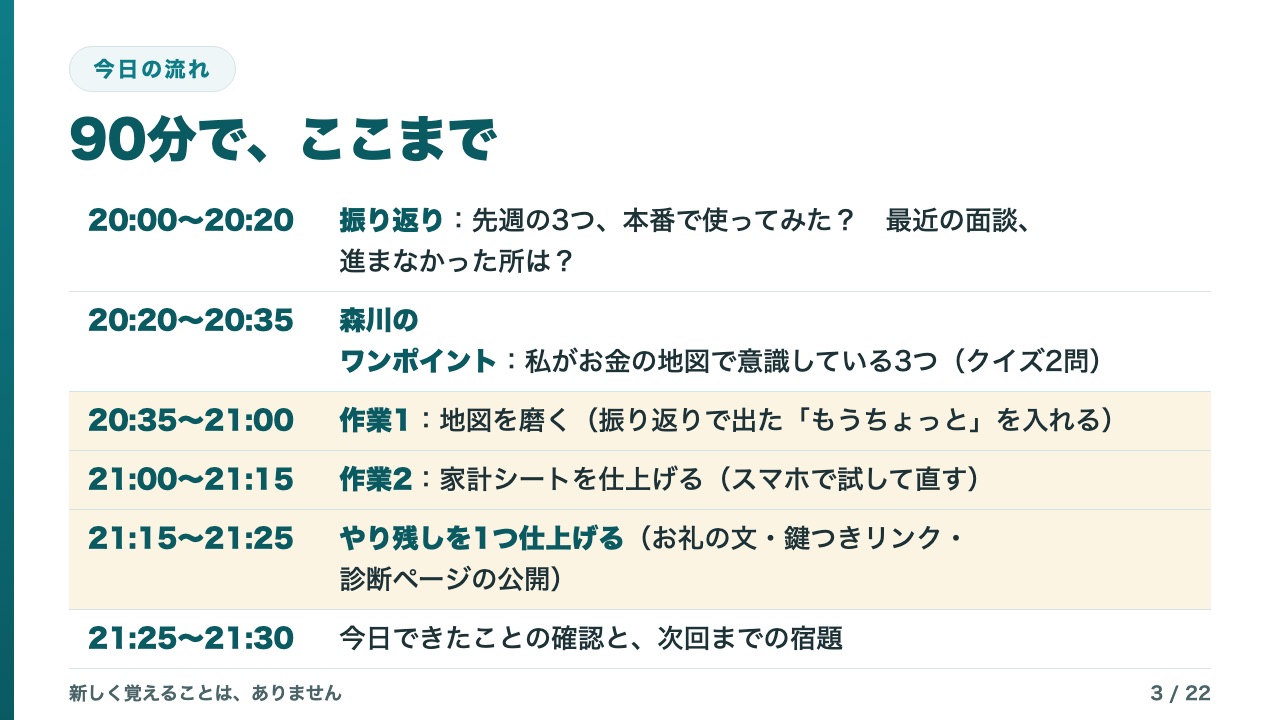 今日の流れ
90分で、ここまで
20:00〜20:20 振り返り：先週の3つ、本番で使ってみた？　最近の面談、
進まなかった所は？
20:20〜20:35 森川の
ワンポイント：私がお金の地図で意識している3つ（クイズ2問）
20:35〜21:00 作業1：地図を磨く（振り返りで出た「もうちょっと」を入れる）
21:00〜21:15 作業2：家計シートを仕上げる（スマホで試して直す）
21:15〜21:25 やり残しを1つ仕上げる（お礼の文・鍵つきリンク・
診断ページの公開）
21:25〜21:30 今日できたことの確認と、次回までの宿題
新しく覚えることは、ありません
3 / 22